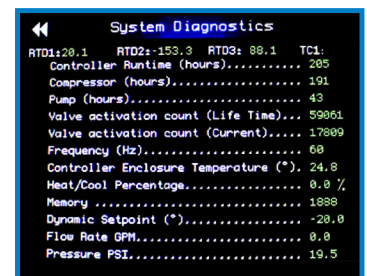 System Diagnostics
RTD1:20.1 RTD2:-153.3 RTD3: 88.1 TC1:
Controller Runtime (hours)........... 205
Compressor (hours)................... 191
Pump (hours)......................... 43
Valve activation count (Life Time)... 59061
Valve activation count (Current)..... 17809
Frequency (Hz)....................... 60
Controller Enclosure Temperature (°). 24.8
Heat/Cool Percentage................. 0.0 %
Memory .............................. 1888
Dynamic Setpoint (°)................. -20.0
Flow Rate GPM........................ 0.0
Pressure PSI......................... 19.5